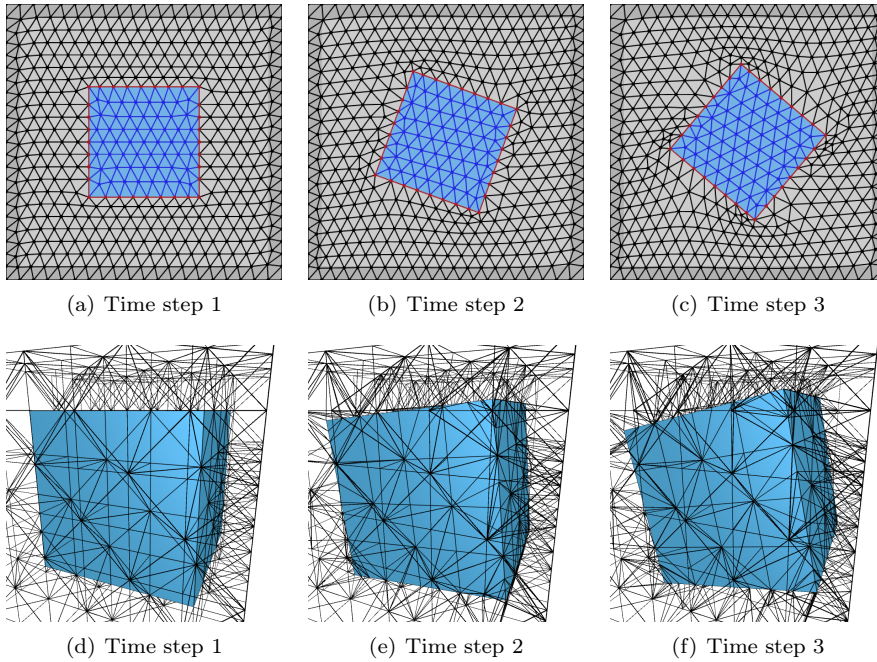 (a) Time step 1
(b) Time step 2
(c) Time step 3
(d) Time step 1
(e) Time step 2
(f) Time step 3